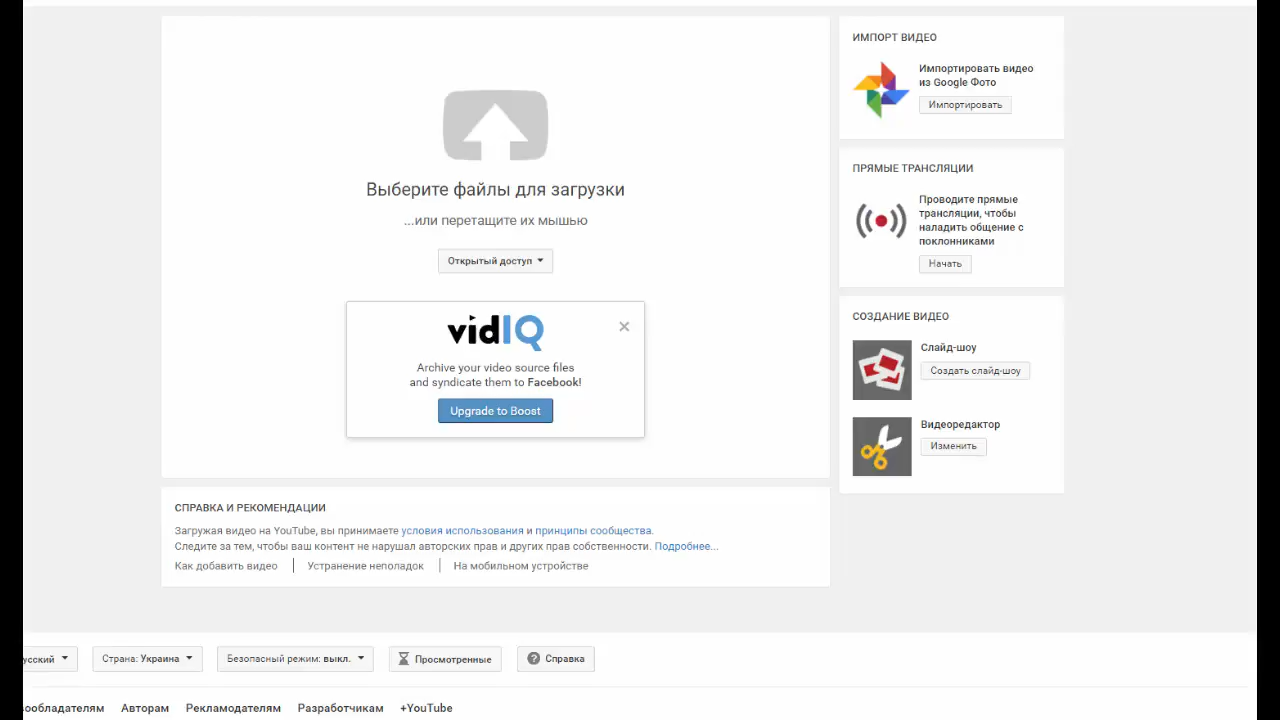 Выберите файлы для загрузки
...или перетащите их мышью
Открытый доступ
vidIQ
Archive your video source files
and syndicate them to Facebook!
Upgrade to Boost
ИМПОРТ ВИДЕО
Импортировать видео
из Google Фото
Импортировать
ПРЯМЫЕ ТРАНСЛЯЦИИ
Проводите прямые
трансляции, чтобы
наладить общение с
поклонниками
Начать
СОЗДАНИЕ ВИДЕО
Слайд-шоу
Создать слайд-шоу
Видеоредактор
Изменить
СПРАВКА И РЕКОМЕНДАЦИИ
Загружая видео на YouTube, вы принимаете условия использования и принципы сообщества.
Следите за тем, чтобы ваш контент не нарушал авторских прав и других прав собственности. Подробнее...
Как добавить видео Устранение неполадок На мобильном устройстве
усский Страна: Украина Безопасный режим: выкл. Просмотренные Справка
вообладателям Авторам Рекламодателям Разработчикам +YouTube